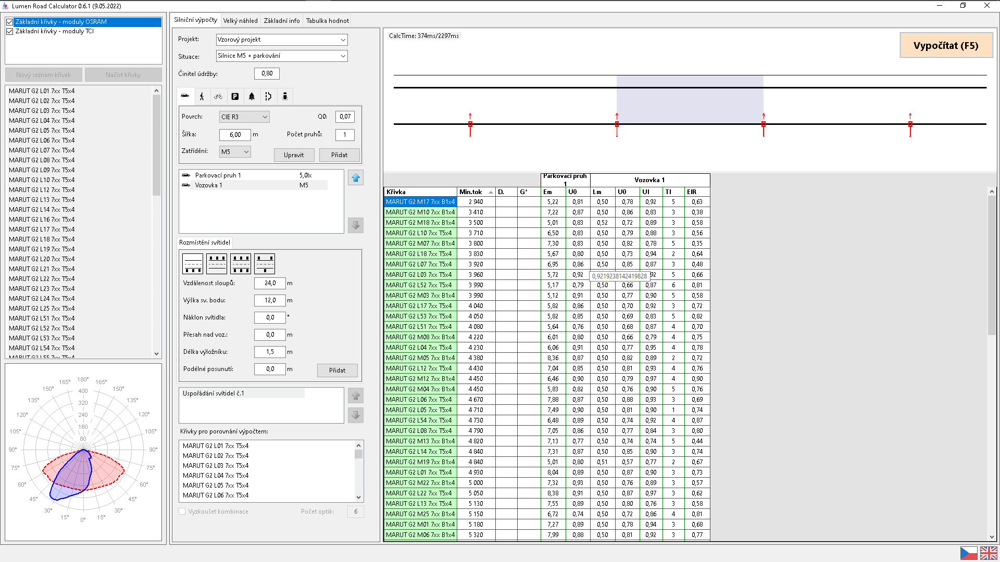 Lumen Road Calculator 0.6.1 (9.05.2022)
Základní křivky - moduly OSRAM
Základní křivky - moduly TCI
Nový seznam křivek
Načíst křivky
MARUT G2 L01 7xx T5x4
MARUT G2 L02 7xx T5x4
MARUT G2 L03 7xx T5x4
MARUT G2 L04 7xx T5x4
MARUT G2 L05 7xx T5x4
MARUT G2 L06 7xx T5x4
MARUT G2 L07 7xx T5x4
MARUT G2 L08 7xx T5x4
MARUT G2 L09 7xx T5x4
MARUT G2 L10 7xx T5x4
MARUT G2 L12 7xx T5x4
MARUT G2 L13 7xx T5x4
MARUT G2 L14 7xx T5x4
MARUT G2 L16 7xx T5x4
MARUT G2 L17 7xx T5x4
MARUT G2 L18 7xx T5x4
MARUT G2 L19 7xx T5x4
MARUT G2 L20 7xx T5x4
MARUT G2 L21 7xx T5x4
MARUT G2 L22 7xx T5x4
MARUT G2 L23 7xx T5x4
MARUT G2 L24 7xx T5x4
MARUT G2 L25 7xx T5x4
MARUT G2 L51 7xx T5x4
MARUT G2 L52 7xx T5x4
MARUT G2 L53 7xx T5x4
MARUT G2 L54 7xx T5x4
MARUT G2 L55 7xx T5x4
165° 180° 165°
150° 400 150°
135° 320 135°
120° 240 120°
105° 160 105°
80
90° 90°
75° 75°
60° 60°
45° 45°
30° 30°
15° 0° 15°
Silniční výpočty Velký náhled Základní info Tabulka hodnot
Projekt: Vzorový projekt
Situace: Silnice M5 + parkování
Činitel údržby: 0,80
Povrch: CIE R3 Q0: 0,07
Šířka: 6,00 m Počet pruhů: 1
Zatřídění: M5 Upravit Přidat
Parkovací pruh 1 5,0lx
Vozovka 1 M5
Rozmístění svítidel
Vzdálenost sloupů: 24,0 m
Výška sv. bodu: 12,0 m
Náklon svítidla: 0,0 °
Přesah nad voz.: 0,0 m
Délka výložníku: 1,5 m
Podélné posunutí: 0,0 m Přidat
Uspořádání svítidel č.1
Křivky pro porovnání výpočtem:
MARUT G2 L01 7xx T5x4
MARUT G2 L02 7xx T5x4
MARUT G2 L03 7xx T5x4
MARUT G2 L04 7xx T5x4
MARUT G2 L05 7xx T5x4
MARUT G2 L06 7xx T5x4
Vyzkoušet kombinace Počet optik: 6
CalcTime: 374ms/2297ms
Vypočítat (F5)
Parkovací pruh 1 Vozovka 1
Křivka Min.tok D. G* Em U0 Lm U0 Ul TI EIR
MARUT G2 M17 7xx B1x4 2 940 5,22 0,81 0,50 0,78 0,92 5 0,63
MARUT G2 M10 7xx B1x4 3 410 7,22 0,87 0,50 0,86 0,83 3 0,38
MARUT G2 M18 7xx B1x4 3 500 5,01 0,83 0,52 0,72 0,89 3 0,58
MARUT G2 L10 7xx T5x4 3 710 6,50 0,83 0,50 0,79 0,88 3 0,56
MARUT G2 M07 7xx B1x4 3 800 7,30 0,83 0,50 0,82 0,78 5 0,35
MARUT G2 L18 7xx T5x4 3 830 5,67 0,80 0,50 0,73 0,94 2 0,64
MARUT G2 L07 7xx T5x4 3 920 6,95 0,86 0,50 0,85 0,87 3 0,48
MARUT G2 L03 7xx T5x4 3 960 5,72 0,92 0,9219238142419828 92 5 0,66
MARUT G2 L52 7xx T5x4 3 990 5,17 0,79 0,50 0,66 0,87 6 0,81
MARUT G2 M03 7xx B1x4 3 990 5,12 0,91 0,50 0,77 0,90 5 0,58
MARUT G2 L17 7xx T5x4 4 040 5,82 0,86 0,50 0,70 0,92 3 0,72
MARUT G2 L53 7xx T5x4 4 050 5,82 0,85 0,50 0,69 0,83 5 0,82
MARUT G2 L51 7xx T5x4 4 080 5,64 0,76 0,50 0,68 0,87 4 0,70
MARUT G2 M08 7xx B1x4 4 220 6,01 0,80 0,50 0,66 0,79 4 0,75
MARUT G2 L04 7xx T5x4 4 230 6,06 0,91 0,50 0,77 0,95 4 0,78
MARUT G2 M05 7xx B1x4 4 380 8,36 0,87 0,50 0,82 0,89 2 0,72
MARUT G2 L12 7xx T5x4 4 430 7,04 0,85 0,50 0,81 0,93 4 0,76
MARUT G2 M12 7xx B1x4 4 450 6,46 0,90 0,50 0,79 0,97 4 0,90
MARUT G2 M04 7xx B1x4 4 450 5,83 0,82 0,50 0,76 0,90 5 0,76
MARUT G2 L06 7xx T5x4 4 670 7,88 0,87 0,50 0,88 0,93 3 0,69
MARUT G2 L05 7xx T5x4 4 710 7,49 0,90 0,50 0,81 0,90 1 0,74
MARUT G2 L54 7xx T5x4 4 730 6,48 0,89 0,50 0,74 0,92 4 0,87
MARUT G2 L08 7xx T5x4 4 790 7,05 0,86 0,50 0,77 0,84 3 0,80
MARUT G2 M13 7xx B1x4 4 820 7,13 0,77 0,50 0,74 0,74 5 0,44
MARUT G2 L14 7xx T5x4 4 840 7,31 0,87 0,50 0,85 0,90 3 0,74
MARUT G2 M19 7xx B1x4 4 840 5,01 0,80 0,51 0,57 0,77 2 0,67
MARUT G2 L01 7xx T5x4 4 930 8,04 0,89 0,50 0,87 0,90 3 0,73
MARUT G2 M22 7xx B1x4 5 000 7,32 0,93 0,50 0,76 0,89 3 0,57
MARUT G2 L22 7xx T5x4 5 050 8,38 0,91 0,50 0,87 0,97 3 0,62
MARUT G2 L13 7xx T5x4 5 130 7,55 0,89 0,50 0,80 0,76 3 0,58
MARUT G2 M25 7xx B1x4 5 150 6,72 0,74 0,50 0,72 0,86 4 0,81
MARUT G2 M01 7xx B1x4 5 180 7,27 0,89 0,50 0,78 0,94 3 0,68
MARUT G2 M06 7xx B1x4 5 320 7,99 0,88 0,50 0,81 0,92 3 0,77